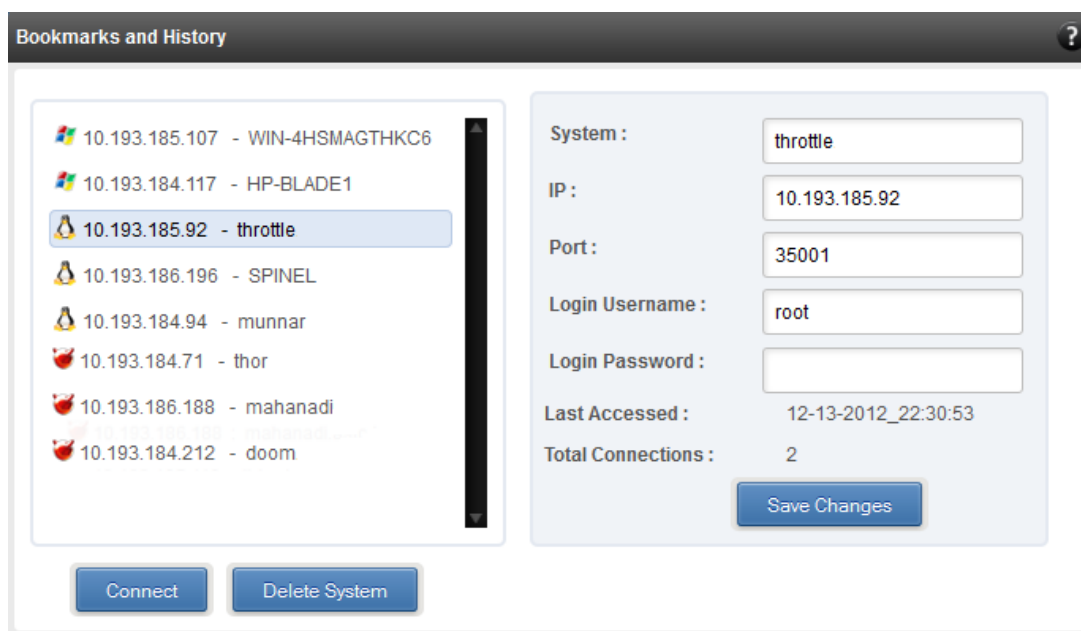 Bookmarks and History
?
10.193.185.107 - WIN-4HSMAGTHKC6
10.193.184.117 - HP-BLADE1
10.193.185.92 - throttle
10.193.186.196 - SPINEL
10.193.184.94 - munnar
10.193.184.71 - thor
10.193.186.188 - mahanadi
10.193.184.212 - doom
Connect
Delete System
System : throttle
IP : 10.193.185.92
Port : 35001
Login Username : root
Login Password :
Last Accessed : 12-13-2012_22:30:53
Total Connections : 2
Save Changes